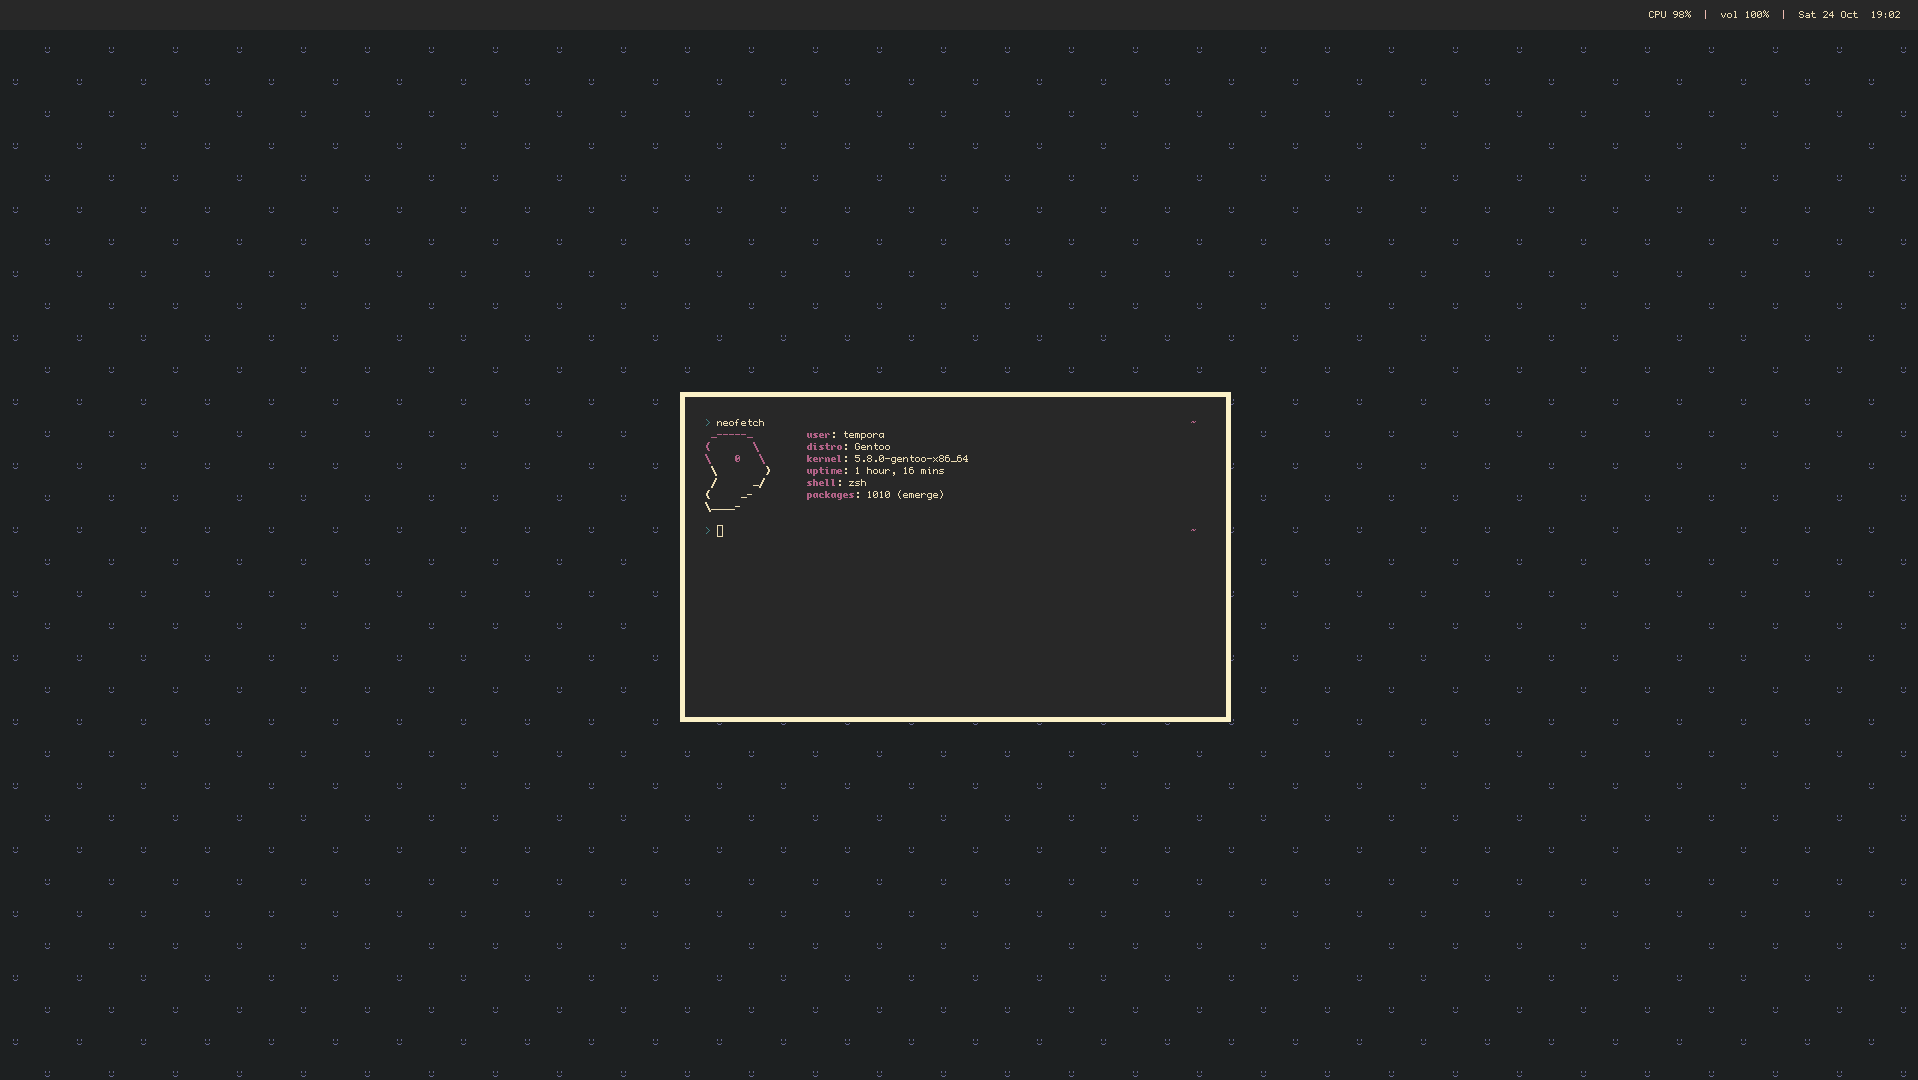 CPU 98% | vol 100% | Sat 24 Oct 19:02
> neofetch ~
user: tempora
distro: Gentoo
kernel: 5.8.0-gentoo-x86_64
uptime: 1 hour, 16 mins
shell: zsh
packages: 1010 (emerge)
> ~